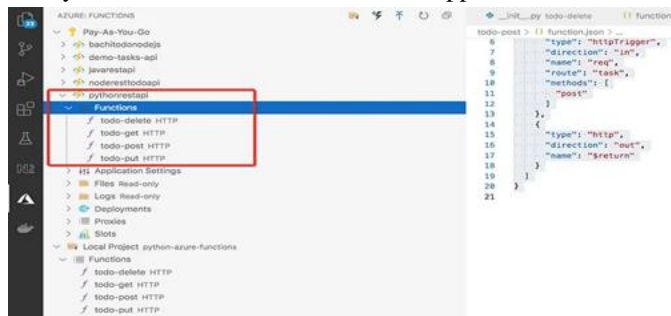 AZURE: FUNCTIONS
Pay-As-You-Go
bachitodonodejs
demo-tasks-api
javarestapi
noderesttodoapi
pythonrestapi
Functions
todo-delete HTTP
todo-get HTTP
todo-post HTTP
todo-put HTTP
Application Settings
Files Read-only
Logs Read-only
Deployments
Proxies
Slots
Local Project python-azure-functions
Functions
todo-delete HTTP
todo-get HTTP
todo-post HTTP
todo-put HTTP
__init__.py todo-delete {} function
todo-post > {} function.json > ...
6 "type": "httpTrigger",
7 "direction": "in",
8 "name": "req",
9 "route": "task",
10 "methods": [
11 "post"
12 ]
13 },
14 {
15 "type": "http",
16 "direction": "out",
17 "name": "$return"
18 }
19 ]
20 }
21